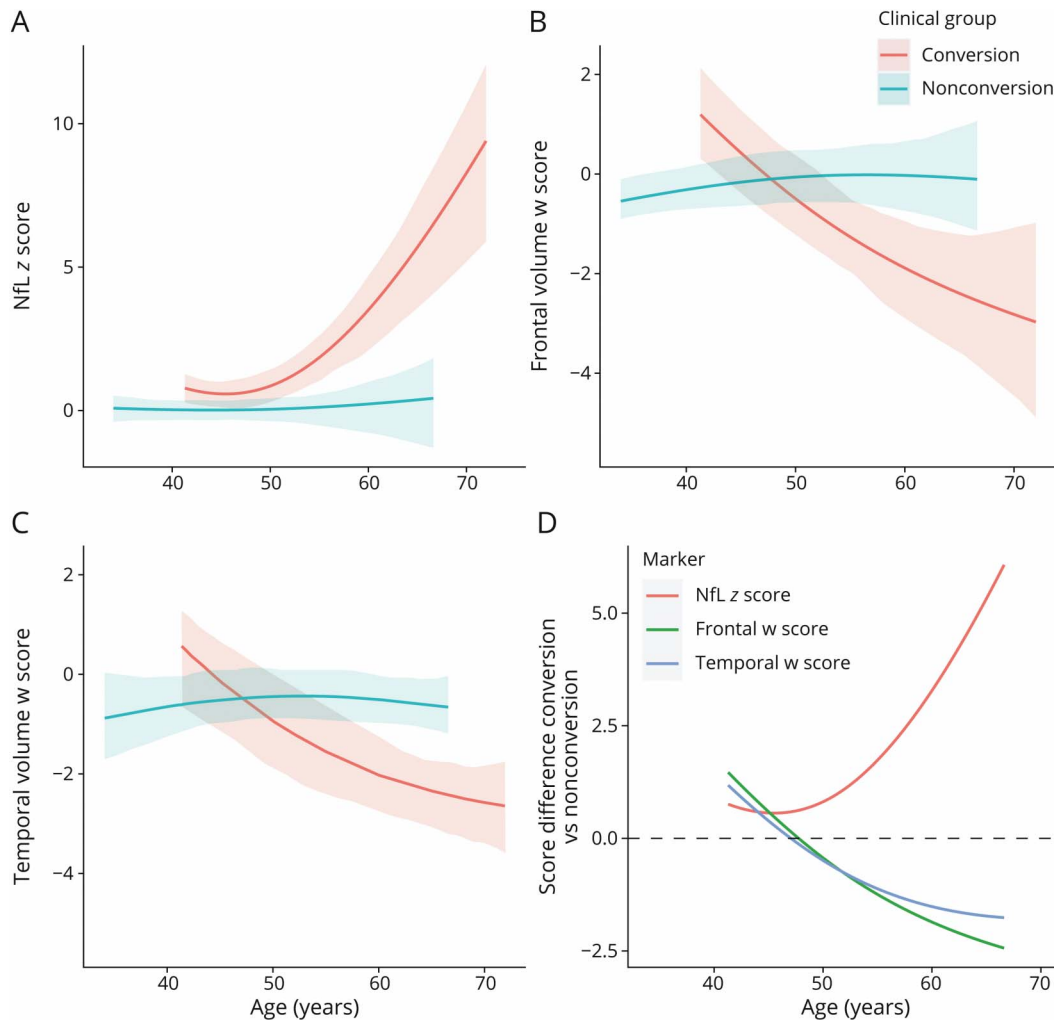 A
NfL z score
10
5
0
40
50
60
70
B
Clinical group
Conversion
Nonconversion
Frontal volume w score
2
0
−2
−4
40
50
60
70
C
Temporal volume w score
2
0
−2
−4
40
50
60
70
Age (years)
D
Marker
NfL z score
Frontal w score
Temporal w score
Score difference conversion
vs nonconversion
5.0
2.5
0.0
−2.5
40
50
60
70
Age (years)